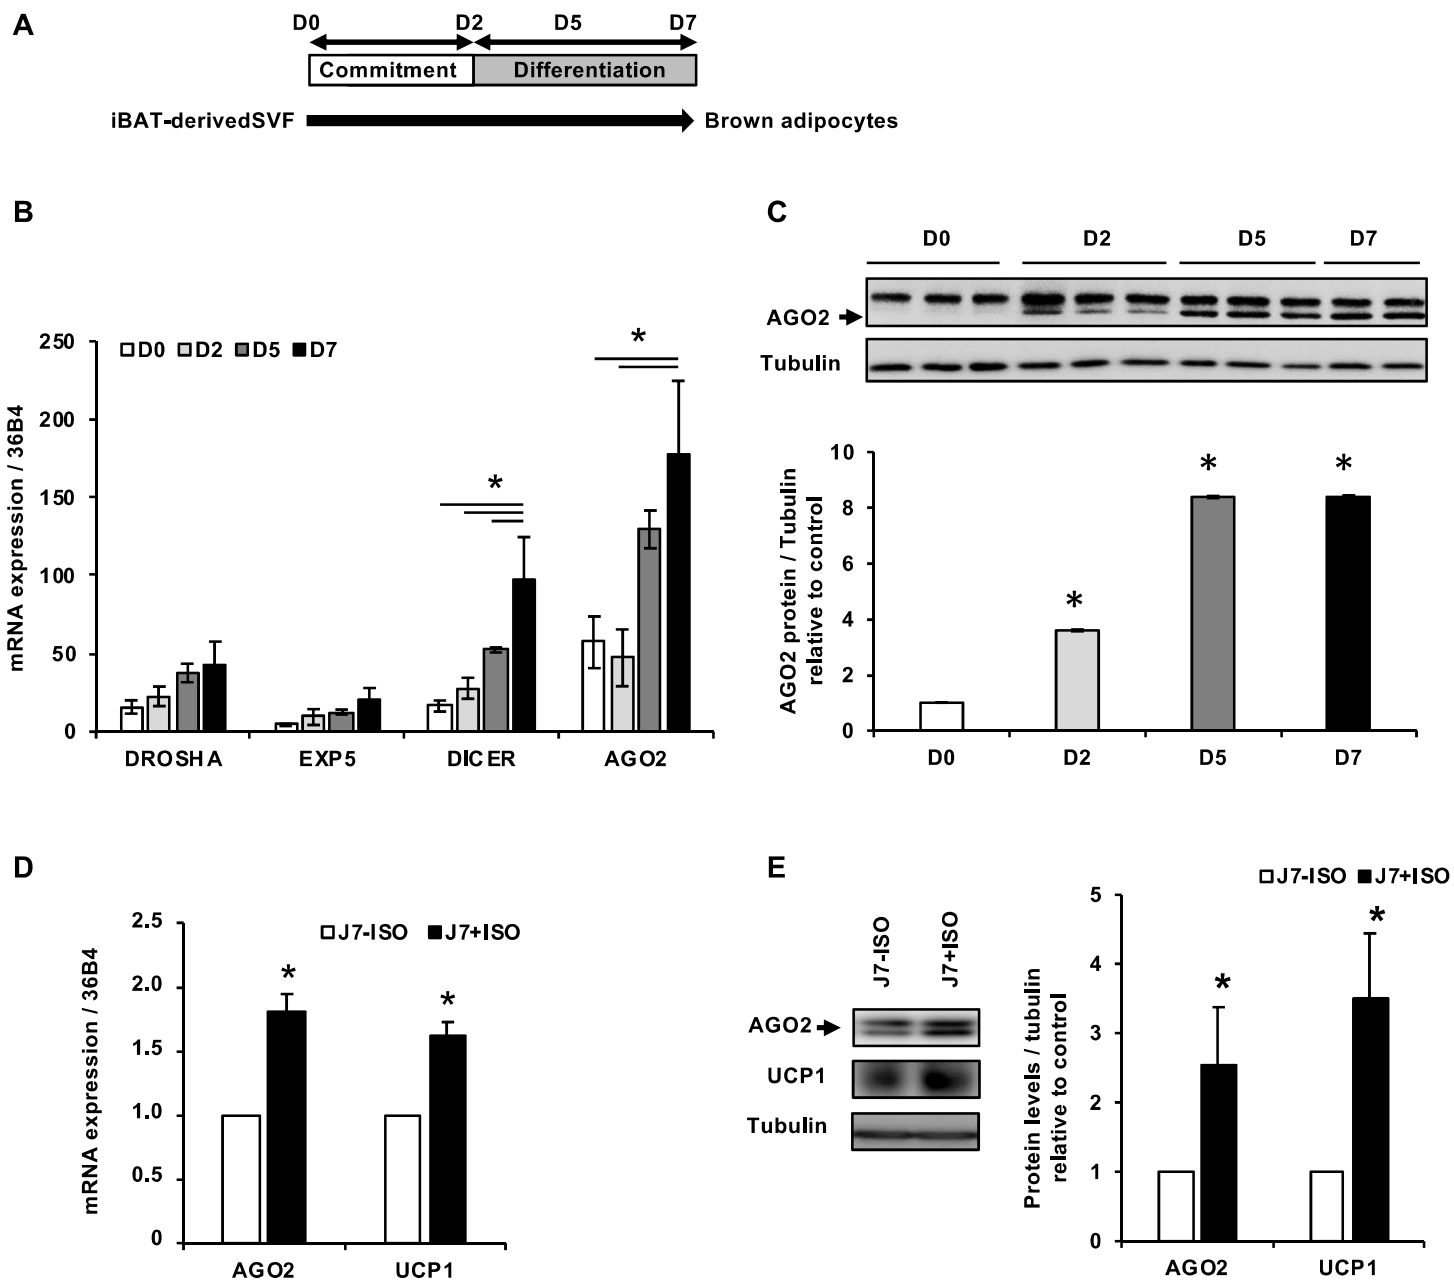 A
D0 D2 D5 D7
Commitment Differentiation
iBAT-derivedSVF Brown adipocytes
B
mRNA expression / 36B4
250
200
150
100
50
0
D0 D2 D5 D7
*
*
DROSHA EXP5 DICER AGO2
C
D0 D2 D5 D7
AGO2
Tubulin
AGO2 protein / Tubulin
relative to control
10
8
6
4
2
0
* * *
D0 D2 D5 D7
D
mRNA expression / 36B4
2.5
2.0
1.5
1.0
0.5
0
J7-ISO J7+ISO
* *
AGO2 UCP1
E
J7-ISO J7+ISO
AGO2
UCP1
Tubulin
Protein levels / tubulin
relative to control
5
4
3
2
1
0
J7-ISO J7+ISO
* *
AGO2 UCP1